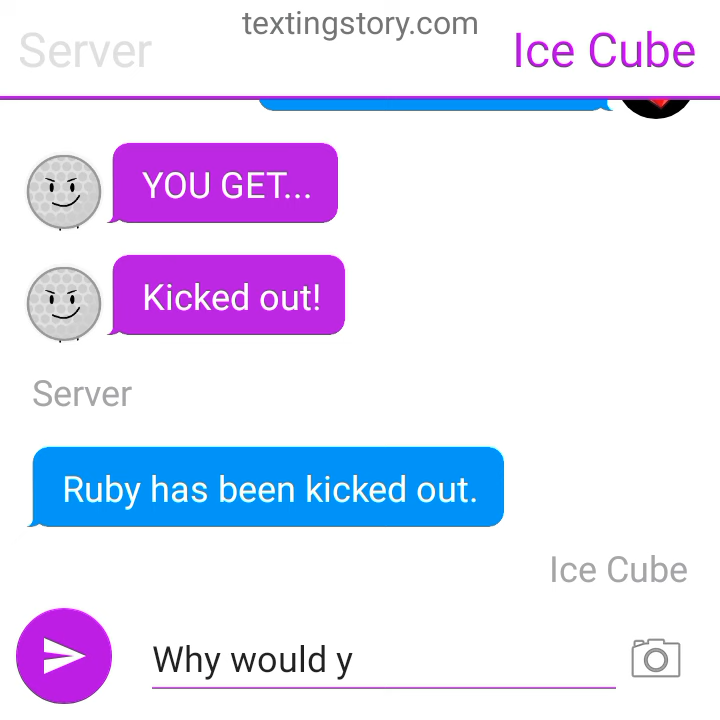 textingstory.com
Server
Ice Cube
YOU GET...
Kicked out!
Server
Ruby has been kicked out.
Ice Cube
Why would y